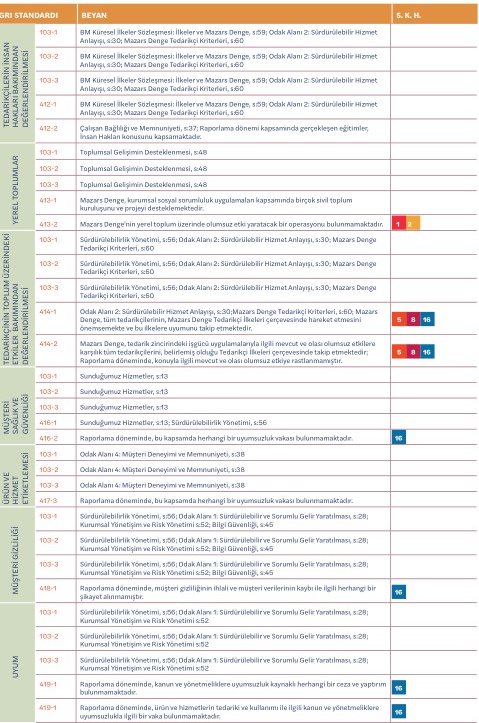 GRI STANDARDI BEYAN S. K. H.
TEDARİKÇİLERİN İNSAN
HAKLARI BAKIMINDAN
DEĞERLENDİRİLMESİ
103-1 BM Küresel İlkeler Sözleşmesi: İlkeler ve Mazars Denge, s:59; Odak Alanı 2: Sürdürülebilir Hizmet
Anlayışı, s:30; Mazars Denge Tedarikçi Kriterleri, s:60
103-2 BM Küresel İlkeler Sözleşmesi: İlkeler ve Mazars Denge, s:59; Odak Alanı 2: Sürdürülebilir Hizmet
Anlayışı, s:30; Mazars Denge Tedarikçi Kriterleri, s:60
103-3 BM Küresel İlkeler Sözleşmesi: İlkeler ve Mazars Denge, s:59; Odak Alanı 2: Sürdürülebilir Hizmet
Anlayışı, s:30; Mazars Denge Tedarikçi Kriterleri, s:60
412-1 BM Küresel İlkeler Sözleşmesi: İlkeler ve Mazars Denge, s:59; Odak Alanı 2: Sürdürülebilir Hizmet
Anlayışı, s:30; Mazars Denge Tedarikçi Kriterleri, s:60
412-2 Çalışan Bağlılığı ve Memnuniyeti, s:37; Raporlama dönemi kapsamında gerçekleşen eğitimler,
İnsan Hakları konusunu kapsamaktadır.
YEREL TOPLUMLAR
103-1 Toplumsal Gelişimin Desteklenmesi, s:48
103-2 Toplumsal Gelişimin Desteklenmesi, s:48
103-3 Toplumsal Gelişimin Desteklenmesi, s:48
413-1 Mazars Denge, kurumsal sosyal sorumluluk uygulamaları kapsamında birçok sivil toplum
kuruluşunu ve projeyi desteklemektedir.
413-2 Mazars Denge'nin yerel toplum üzerinde olumsuz etki yaratacak bir operasyonu bulunmamaktadır. 1 2
TEDARİKÇİNİN TOPLUM ÜZERİNDEKİ
ETKİLER BAKIMINDAN
DEĞERLENDİRİLMESİ
103-1 Sürdürülebilirlik Yönetimi, s:56; Odak Alanı 2: Sürdürülebilir Hizmet Anlayışı, s:30; Mazars Denge
Tedarikçi Kriterleri, s:60
103-2 Sürdürülebilirlik Yönetimi, s:56; Odak Alanı 2: Sürdürülebilir Hizmet Anlayışı, s:30; Mazars Denge
Tedarikçi Kriterleri, s:60
103-3 Sürdürülebilirlik Yönetimi, s:56; Odak Alanı 2: Sürdürülebilir Hizmet Anlayışı, s:30; Mazars Denge
Tedarikçi Kriterleri, s:60
414-1 Odak Alanı 2: Sürdürülebilir Hizmet Anlayışı, s:30;Mazars Denge Tedarikçi Kriterleri, s:60; Mazars
Denge, tüm tedarikçilerinin, Mazars Denge Tedarikçi İlkeleri çerçevesinde hareket etmesini
önemsemekte ve bu ilkelere uyumunu takip etmektedir. 5 8 16
414-2 Mazars Denge, tedarik zincirindeki işgücü uygulamalarıyla ilgili mevcut ve olası olumsuz etkilere
karşılık tüm tedarikçilerini, belirlemiş olduğu Tedarikçi İlkeleri çerçevesinde takip etmektedir;
Raporlama döneminde, konuyla ilgili mevcut ve olası olumsuz etkiye rastlanmamıştır. 5 8 16
MÜŞTERİ
SAĞLIK VE
GÜVENLİĞİ
103-1 Sunduğumuz Hizmetler, s:13
103-2 Sunduğumuz Hizmetler, s:13
103-3 Sunduğumuz Hizmetler, s:13
416-1 Sunduğumuz Hizmetler, s:13; Sürdürülebilirlik Yönetimi, s:56
416-2 Raporlama döneminde, bu kapsamda herhangi bir uyumsuzluk vakası bulunmamaktadır. 16
ÜRÜN VE
HİZMET
ETİKETLEMESİ
103-1 Odak Alanı 4: Müşteri Deneyimi ve Memnuniyeti, s:38
103-2 Odak Alanı 4: Müşteri Deneyimi ve Memnuniyeti, s:38
103-3 Odak Alanı 4: Müşteri Deneyimi ve Memnuniyeti, s:38
417-3 Raporlama döneminde, bu kapsamda herhangi bir uyumsuzluk vakası bulunmamaktadır.
MÜŞTERİ GİZLİLİĞİ
103-1 Sürdürülebilirlik Yönetimi, s:56; Odak Alanı 1: Sürdürülebilir ve Sorumlu Gelir Yaratılması, s:28;
Kurumsal Yönetişim ve Risk Yönetimi s:52; Bilgi Güvenliği, s:45
103-2 Sürdürülebilirlik Yönetimi, s:56; Odak Alanı 1: Sürdürülebilir ve Sorumlu Gelir Yaratılması, s:28;
Kurumsal Yönetişim ve Risk Yönetimi s:52; Bilgi Güvenliği, s:45
103-3 Sürdürülebilirlik Yönetimi, s:56; Odak Alanı 1: Sürdürülebilir ve Sorumlu Gelir Yaratılması, s:28;
Kurumsal Yönetişim ve Risk Yönetimi s:52; Bilgi Güvenliği, s:45
418-1 Raporlama döneminde, müşteri gizliliğinin ihlali ve müşteri verilerinin kaybı ile ilgili herhangi bir
şikayet alınmamıştır. 16
UYUM
103-1 Sürdürülebilirlik Yönetimi, s:56; Odak Alanı 1: Sürdürülebilir ve Sorumlu Gelir Yaratılması, s:28;
Kurumsal Yönetişim ve Risk Yönetimi s:52
103-2 Sürdürülebilirlik Yönetimi, s:56; Odak Alanı 1: Sürdürülebilir ve Sorumlu Gelir Yaratılması, s:28;
Kurumsal Yönetişim ve Risk Yönetimi s:52
103-3 Sürdürülebilirlik Yönetimi, s:56; Odak Alanı 1: Sürdürülebilir ve Sorumlu Gelir Yaratılması, s:28;
Kurumsal Yönetişim ve Risk Yönetimi s:52
419-1 Raporlama döneminde, kanun ve yönetmeliklere uyumsuzluk kaynaklı herhangi bir ceza ve yaptırım
bulunmamaktadır. 16
419-1 Raporlama döneminde, ürün ve hizmetlerin tedariki ve kullanımı ile ilgili kanun ve yönetmeliklere
uyumsuzlukla ilgili bir vaka bulunmamaktadır. 16